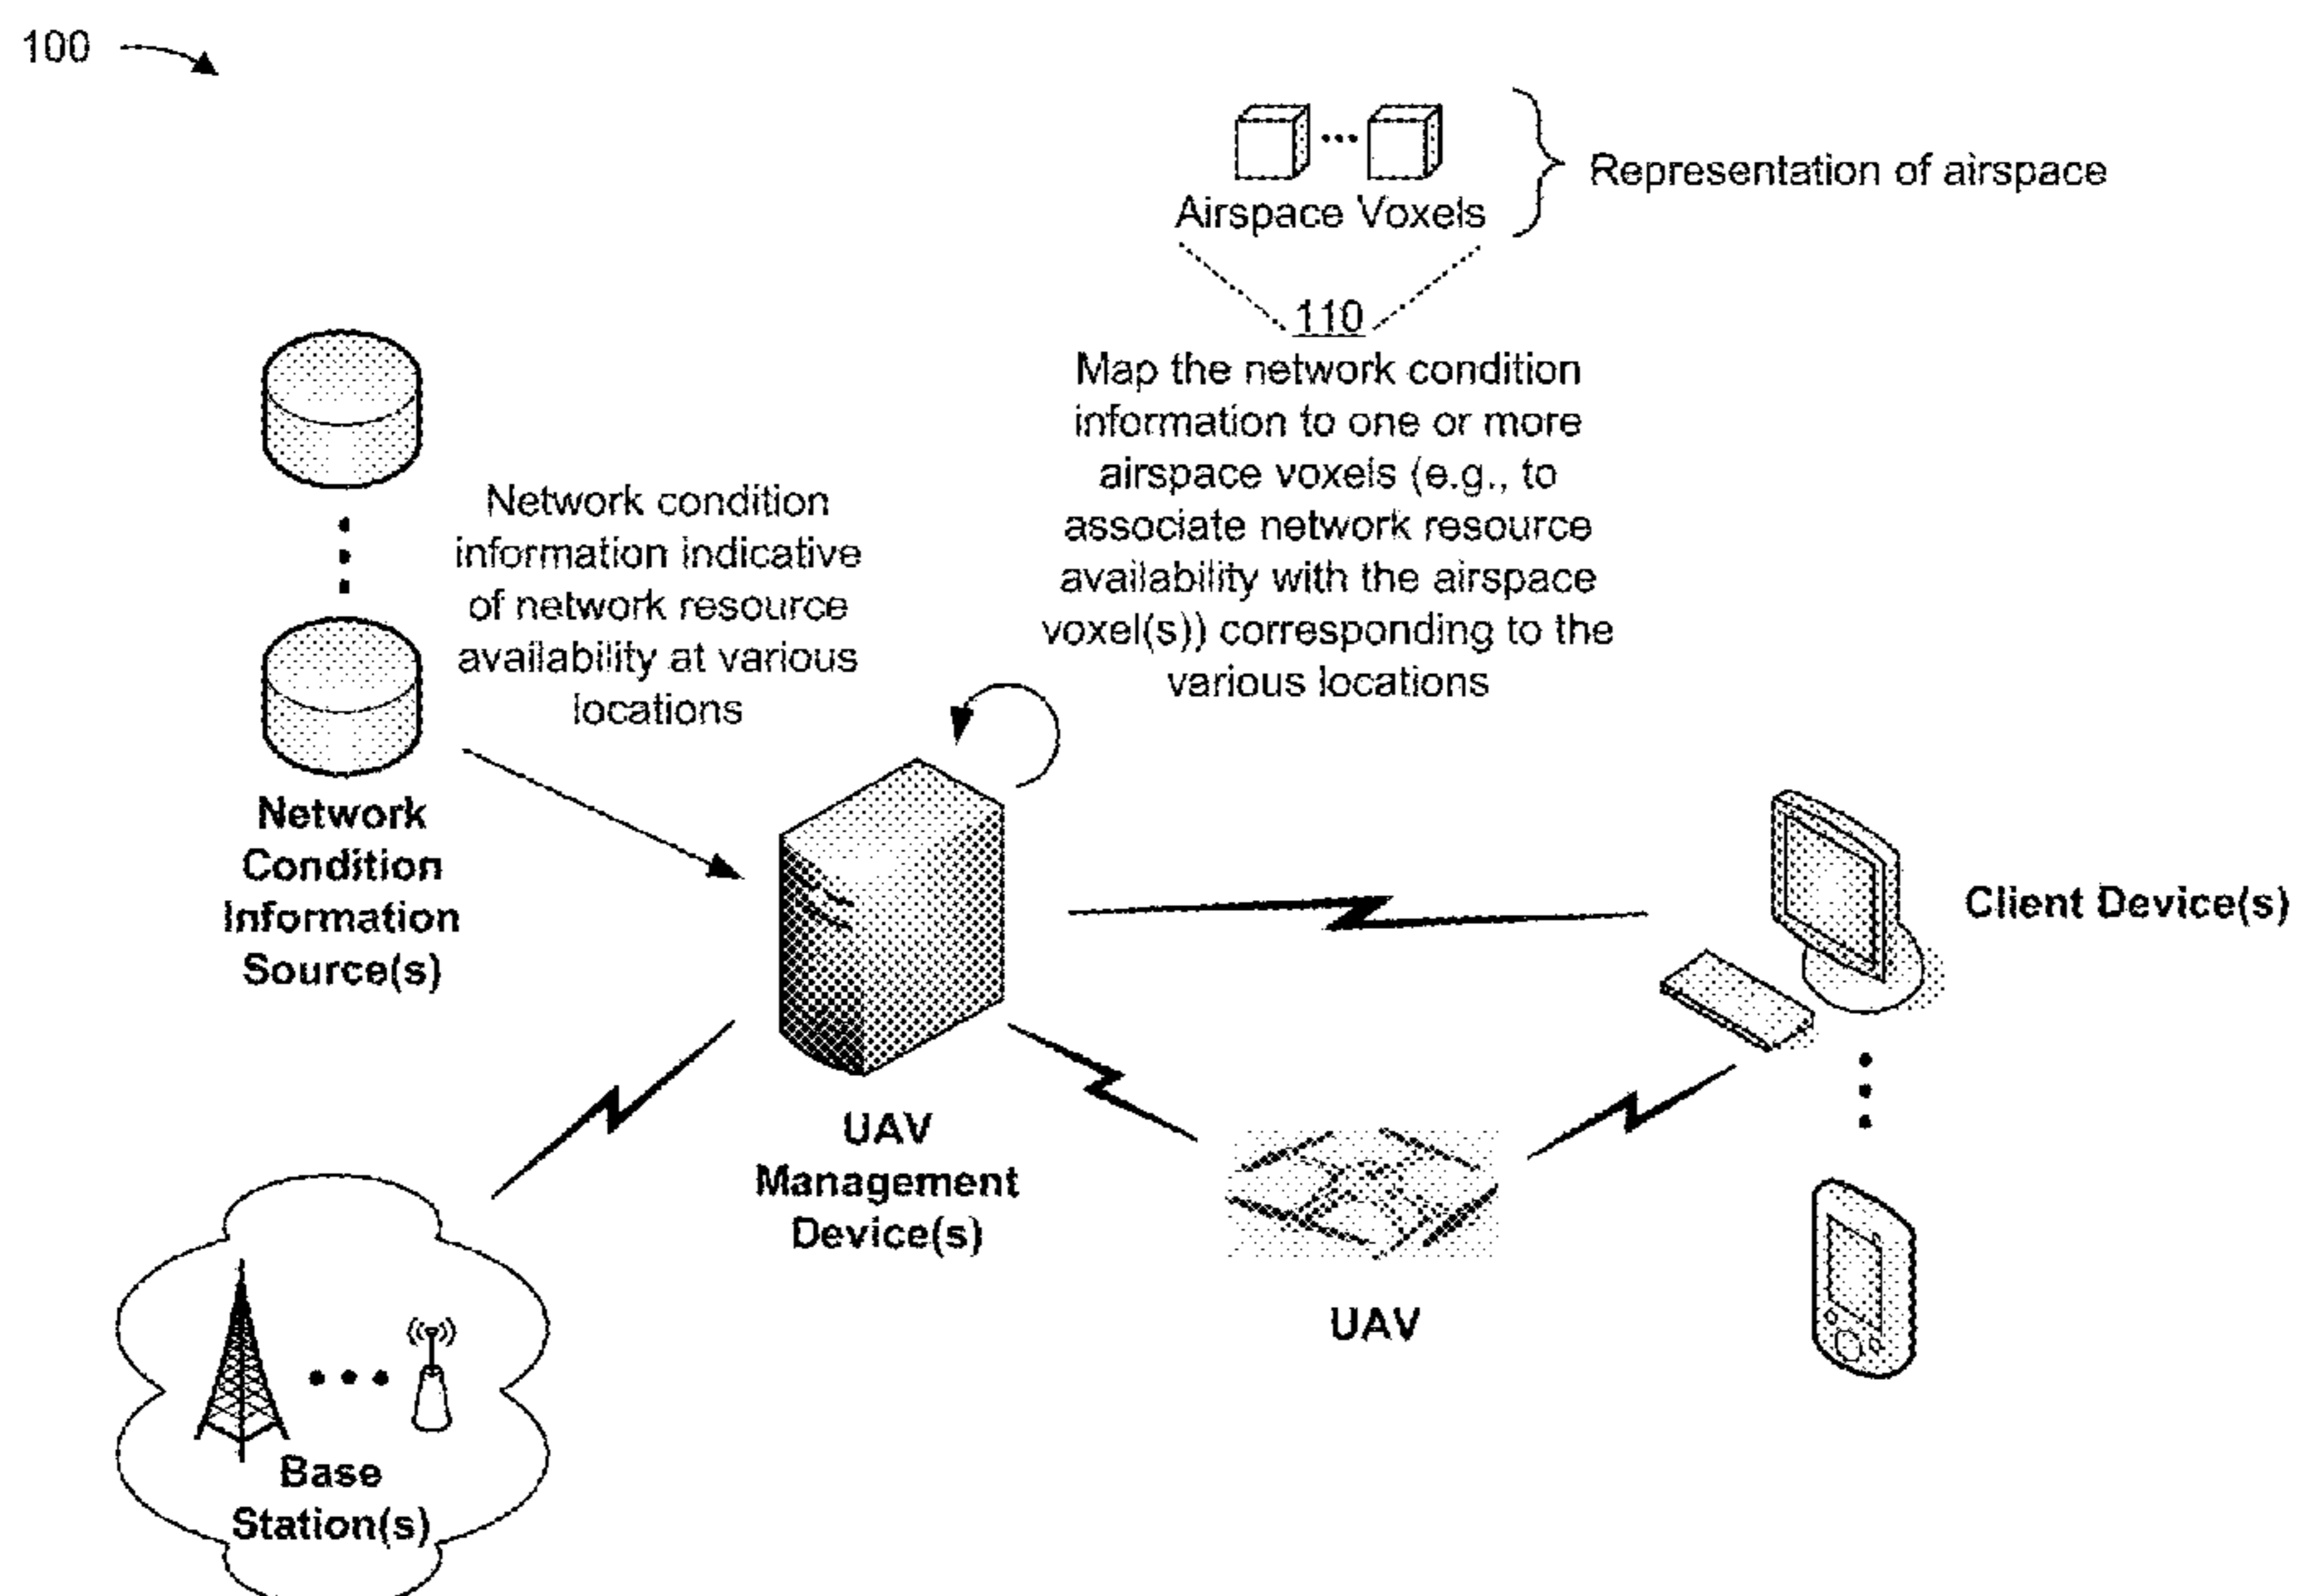 100
Airspace Voxels
Representation of airspace
110
Map the network condition
information to one or more
airspace voxels (e.g., to
associate network resource
availability with the airspace
voxel(s)) corresponding to the
various locations
Network condition
information indicative
of network resource
availability at various
locations
Network
Condition
Information
Source(s)
Client Device(s)
UAV
Management
Device(s)
UAV
Base
Station(s)